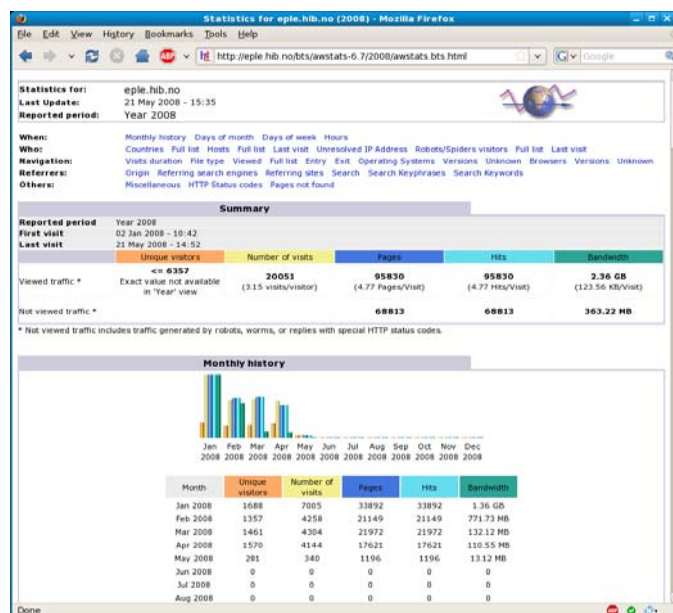 Statistics for eple.hib.no (2008) - Mozilla Firefox
File Edit View History Bookmarks Tools Help
http://eple.hib.no/bts/awstats-6.7/2008/awstats.bts.html Google
Statistics for: eple.hib.no
Last Update: 21 May 2008 - 15:35
Reported period: Year 2008
When: Monthly history Days of month Days of week Hours
Who: Countries Full list Hosts Full list Last visit Unresolved IP Address Robots/Spiders visitors Full list Last visit
Navigation: Visits duration File type Viewed Full list Entry Exit Operating Systems Versions Unknown Browsers Versions Unknown
Referrers: Origin Referring search engines Referring sites Search Search Keyphrases Search Keywords
Others: Miscellaneous HTTP Status codes Pages not found
Summary
Reported period Year 2008
First visit 02 Jan 2008 - 10:42
Last visit 21 May 2008 - 14:52
Unique visitors Number of visits Pages Hits Bandwidth
Viewed traffic * <= 6357 Exact value not available in 'Year' view 20051 (3.15 visits/visitor) 95830 (4.77 Pages/Visit) 95830 (4.77 Hits/Visit) 2.36 GB (123.56 KB/Visit)
Not viewed traffic * 68813 68813 363.22 MB
* Not viewed traffic includes traffic generated by robots, worms, or replies with special HTTP status codes.
Monthly history
Jan Feb Mar Apr May Jun Jul Aug Sep Oct Nov Dec
2008 2008 2008 2008 2008 2008 2008 2008 2008 2008 2008 2008
Month Unique visitors Number of visits Pages Hits Bandwidth
Jan 2008 1688 7005 33892 33892 1.36 GB
Feb 2008 1357 4258 21149 21149 771.73 MB
Mar 2008 1461 4304 21972 21972 132.12 MB
Apr 2008 1570 4144 17621 17621 110.55 MB
May 2008 281 340 1196 1196 13.12 MB
Jun 2008 0 0 0 0 0
Jul 2008 0 0 0 0 0
Aug 2008 0 0 0 0 0
Done ABP